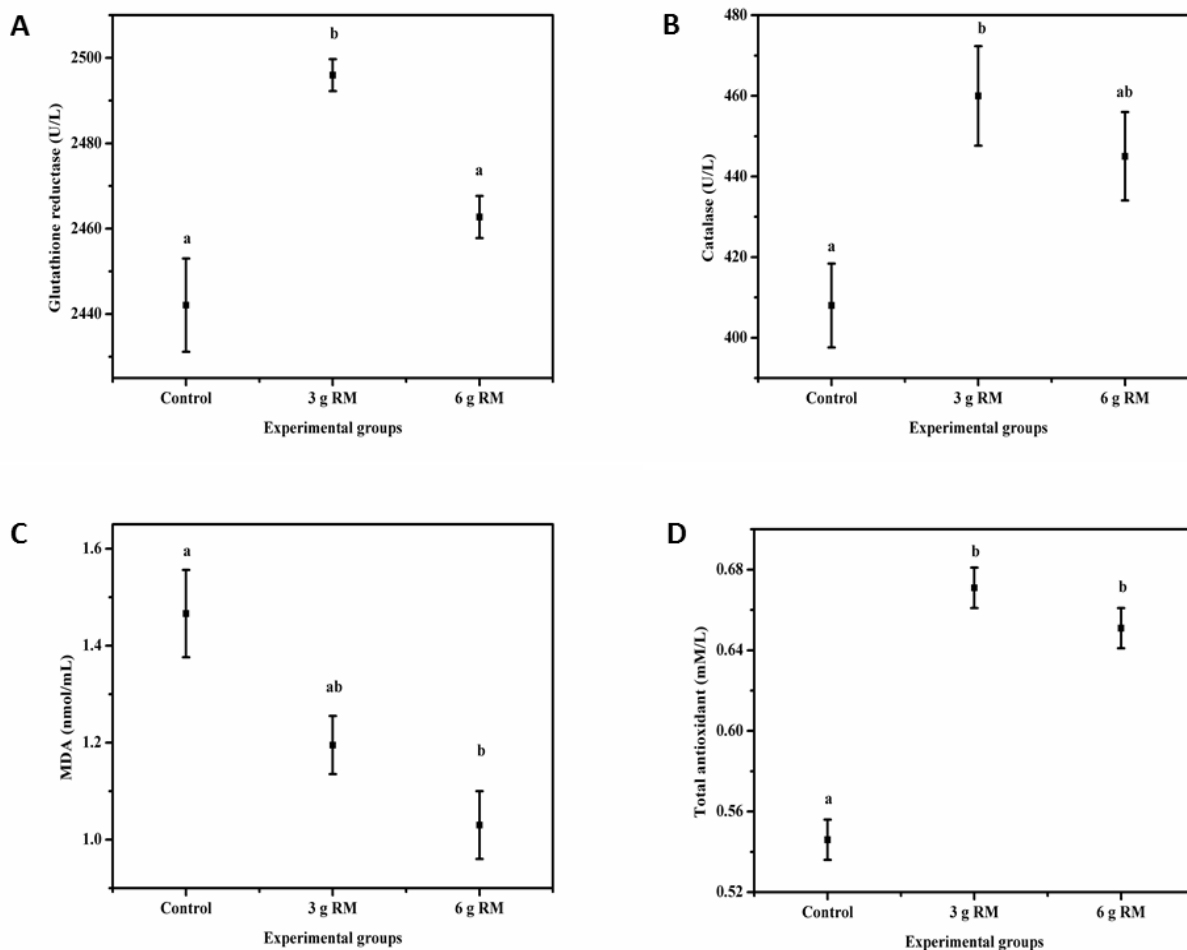 A
Glutathione reductase (U/L)
2500
2480
2460
2440
a
b
a
Control
3 g RM
6 g RM
Experimental groups
B
Catalase (U/L)
480
460
440
420
400
a
b
ab
Control
3 g RM
6 g RM
Experimental groups
C
MDA (nmol/mL)
1.6
1.4
1.2
1.0
a
ab
b
Control
3 g RM
6 g RM
Experimental groups
D
Total antioxidant (mM/L)
0.68
0.64
0.60
0.56
0.52
a
b
b
Control
3 g RM
6 g RM
Experimental groups